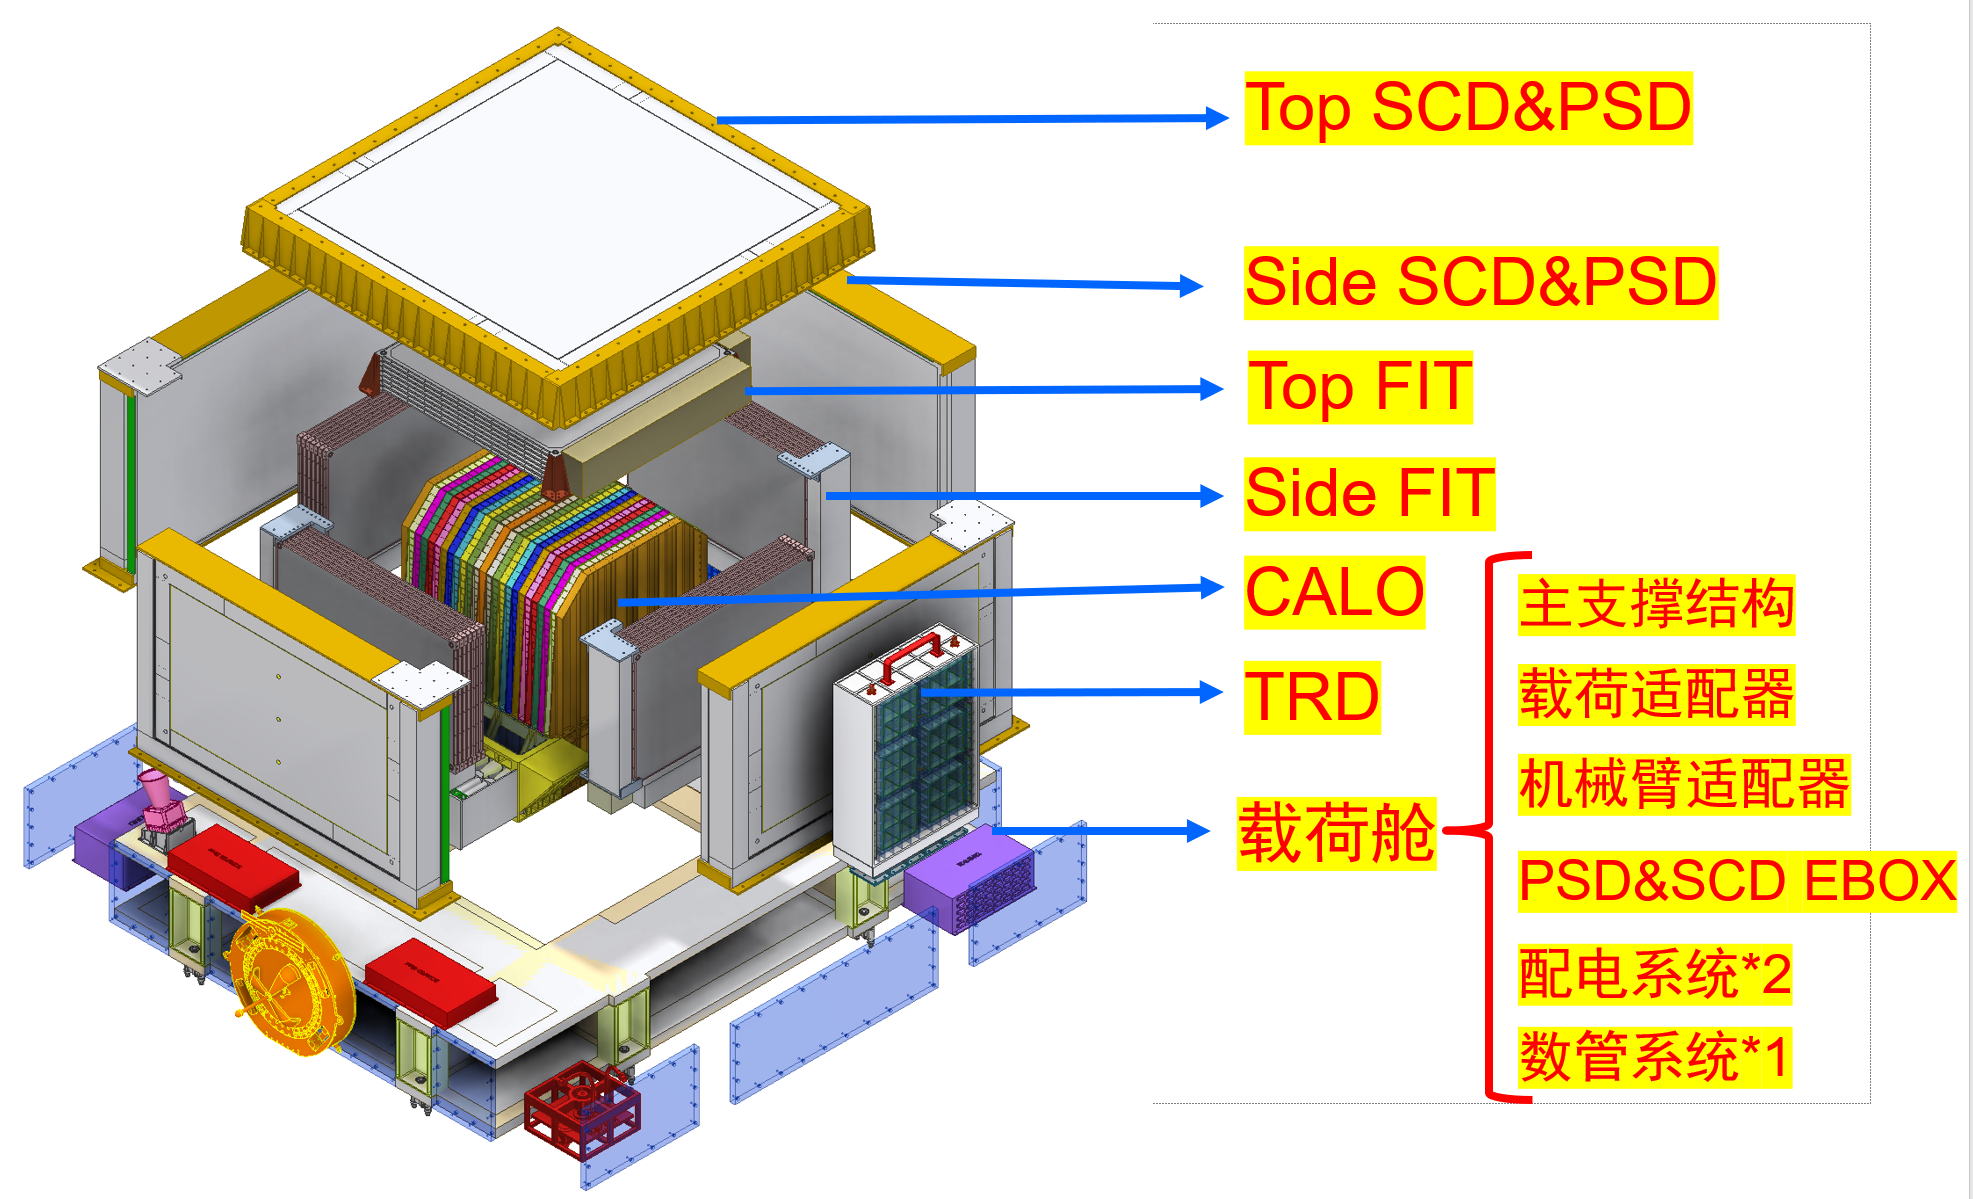 Top SCD&PSD
Side SCD&PSD
Top FIT
Side FIT
CALO
TRD
载荷舱
主支撑结构
载荷适配器
机械臂适配器
PSD&SCD EBOX
配电系统*2
数管系统*1